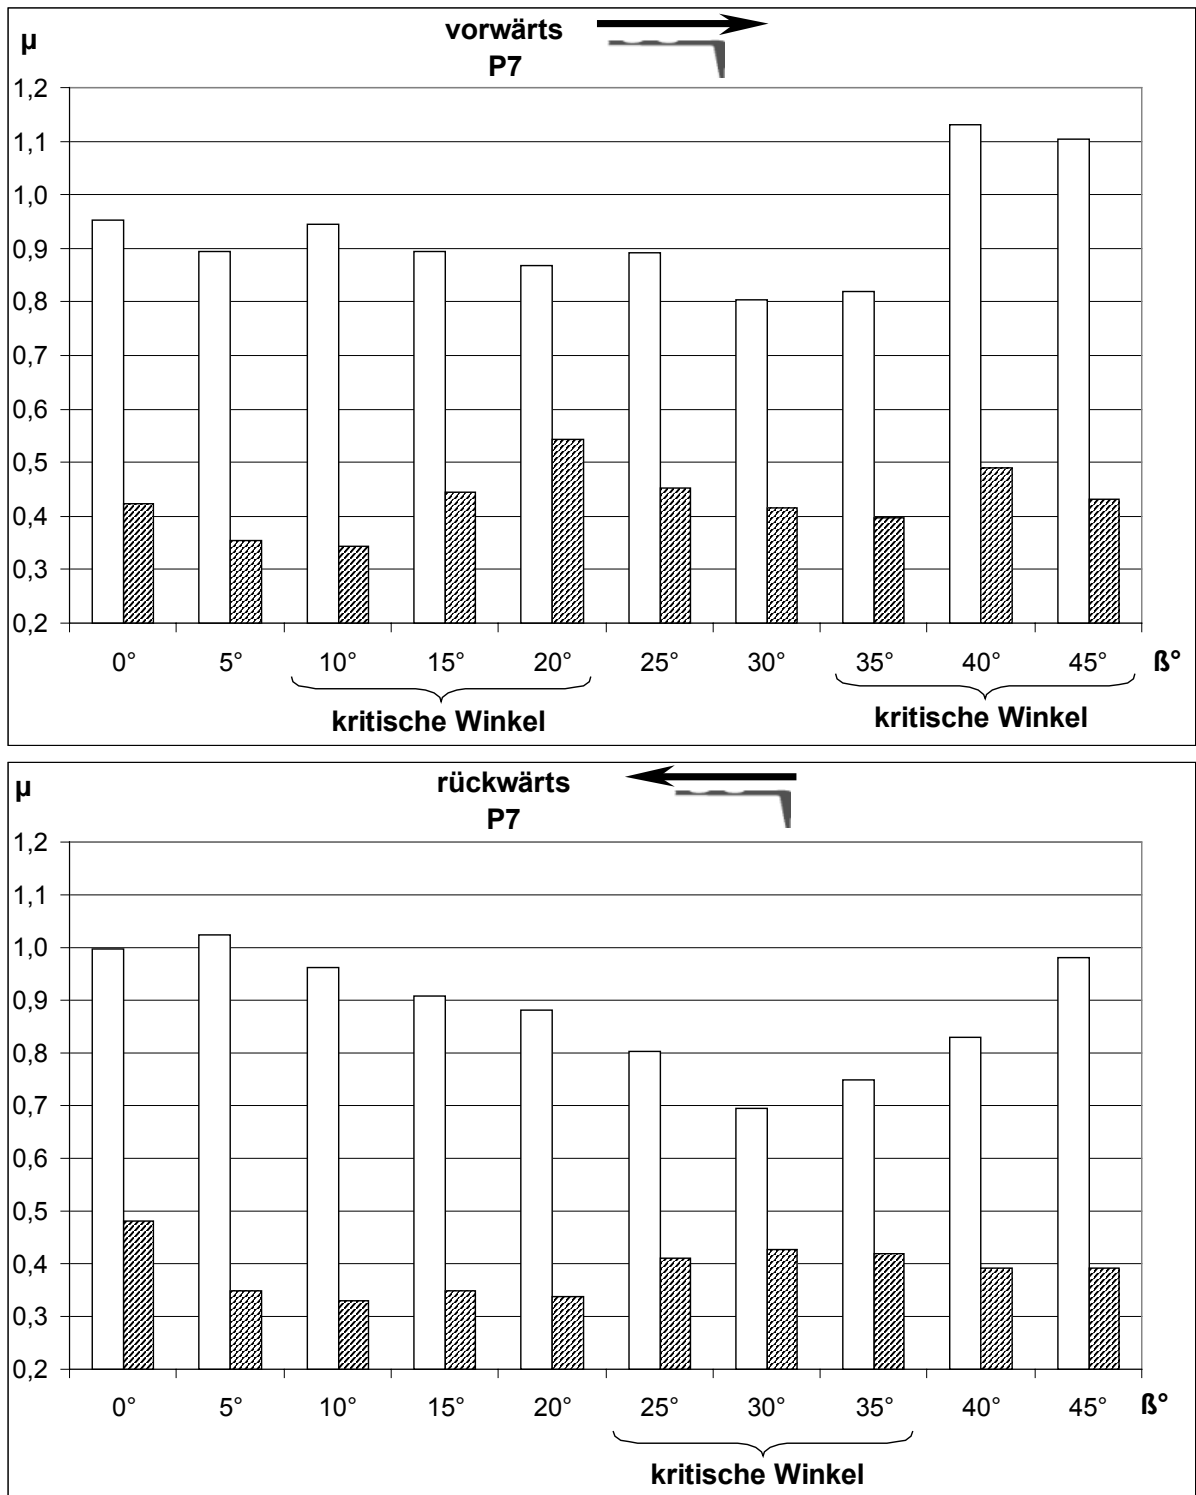 vorwärts
µ
P7
1,2
1,1
1,0
0,9
0,8
0,7
0,6
0,5
0,4
0,3
0,2
0° 5° 10° 15° 20° 25° 30° 35° 40° 45° ß°
kritische Winkel kritische Winkel
rückwärts
µ
P7
1,2
1,1
1,0
0,9
0,8
0,7
0,6
0,5
0,4
0,3
0,2
0° 5° 10° 15° 20° 25° 30° 35° 40° 45° ß°
kritische Winkel